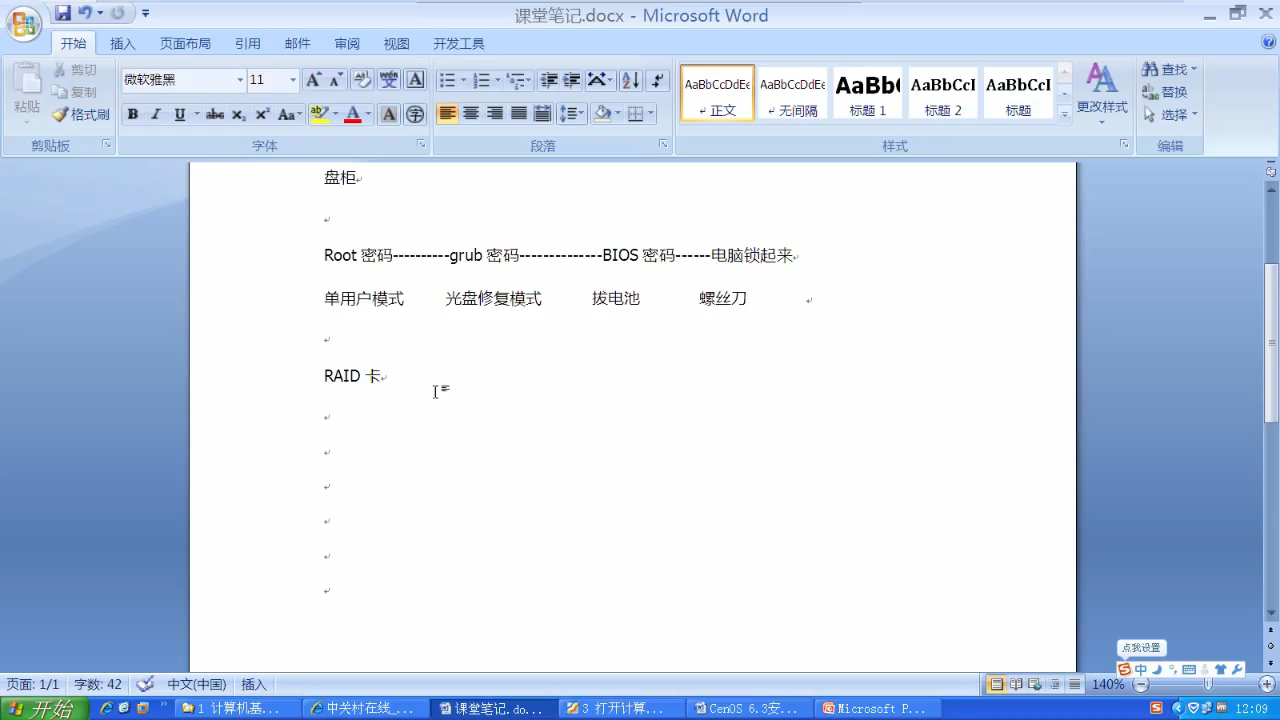 课堂笔记.docx - Microsoft Word
开始 插入 页面布局 引用 邮件 审阅 视图 开发工具
粘贴 剪切 复制 格式刷
微软雅黑 11
AaBbCcDdEe AaBbCcDdEe AaBb( AaBbCcI AaBbCcI
正文 无间隔 标题 1 标题 2 标题
更改样式
查找 替换 选择
剪贴板 字体 段落 样式 编辑
盘柜
Root 密码----------grub 密码--------------BIOS 密码------电脑锁起来
单用户模式 光盘修复模式 拔电池 螺丝刀
RAID 卡
点我设置
中
页面: 1/1 字数: 42 中文(中国) 插入 140%
开始 1 计算机基... 中关村在线_... 课堂笔记.do... 3 打开计算... CenOS 6.3安... Microsoft P... 12:09